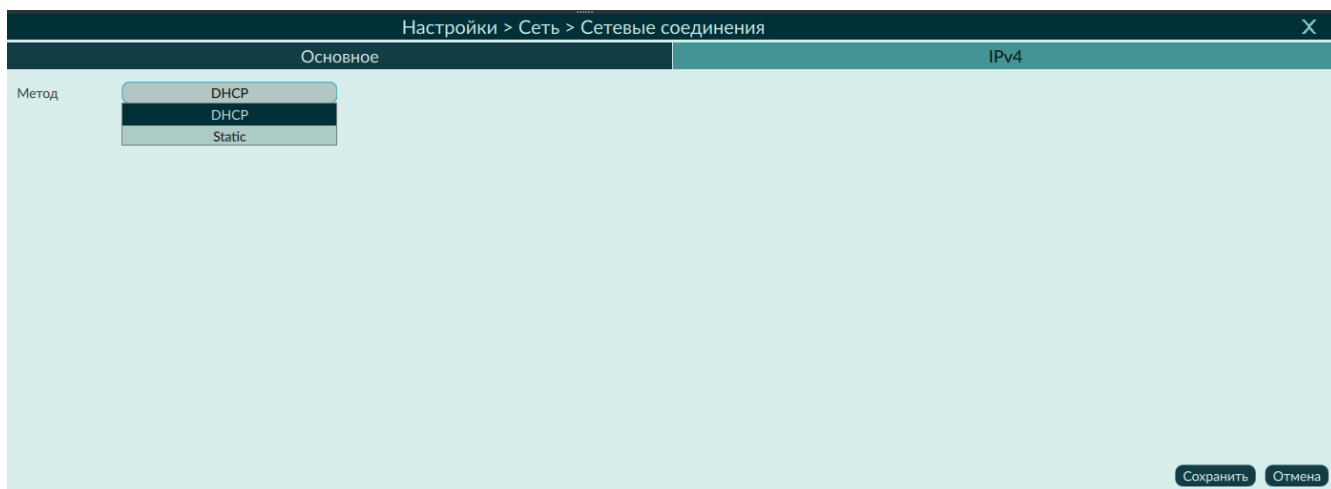 Настройки > Сеть > Сетевые соединения X
Основное IPv4
Метод DHCP
DHCP
Static
Сохранить Отмена